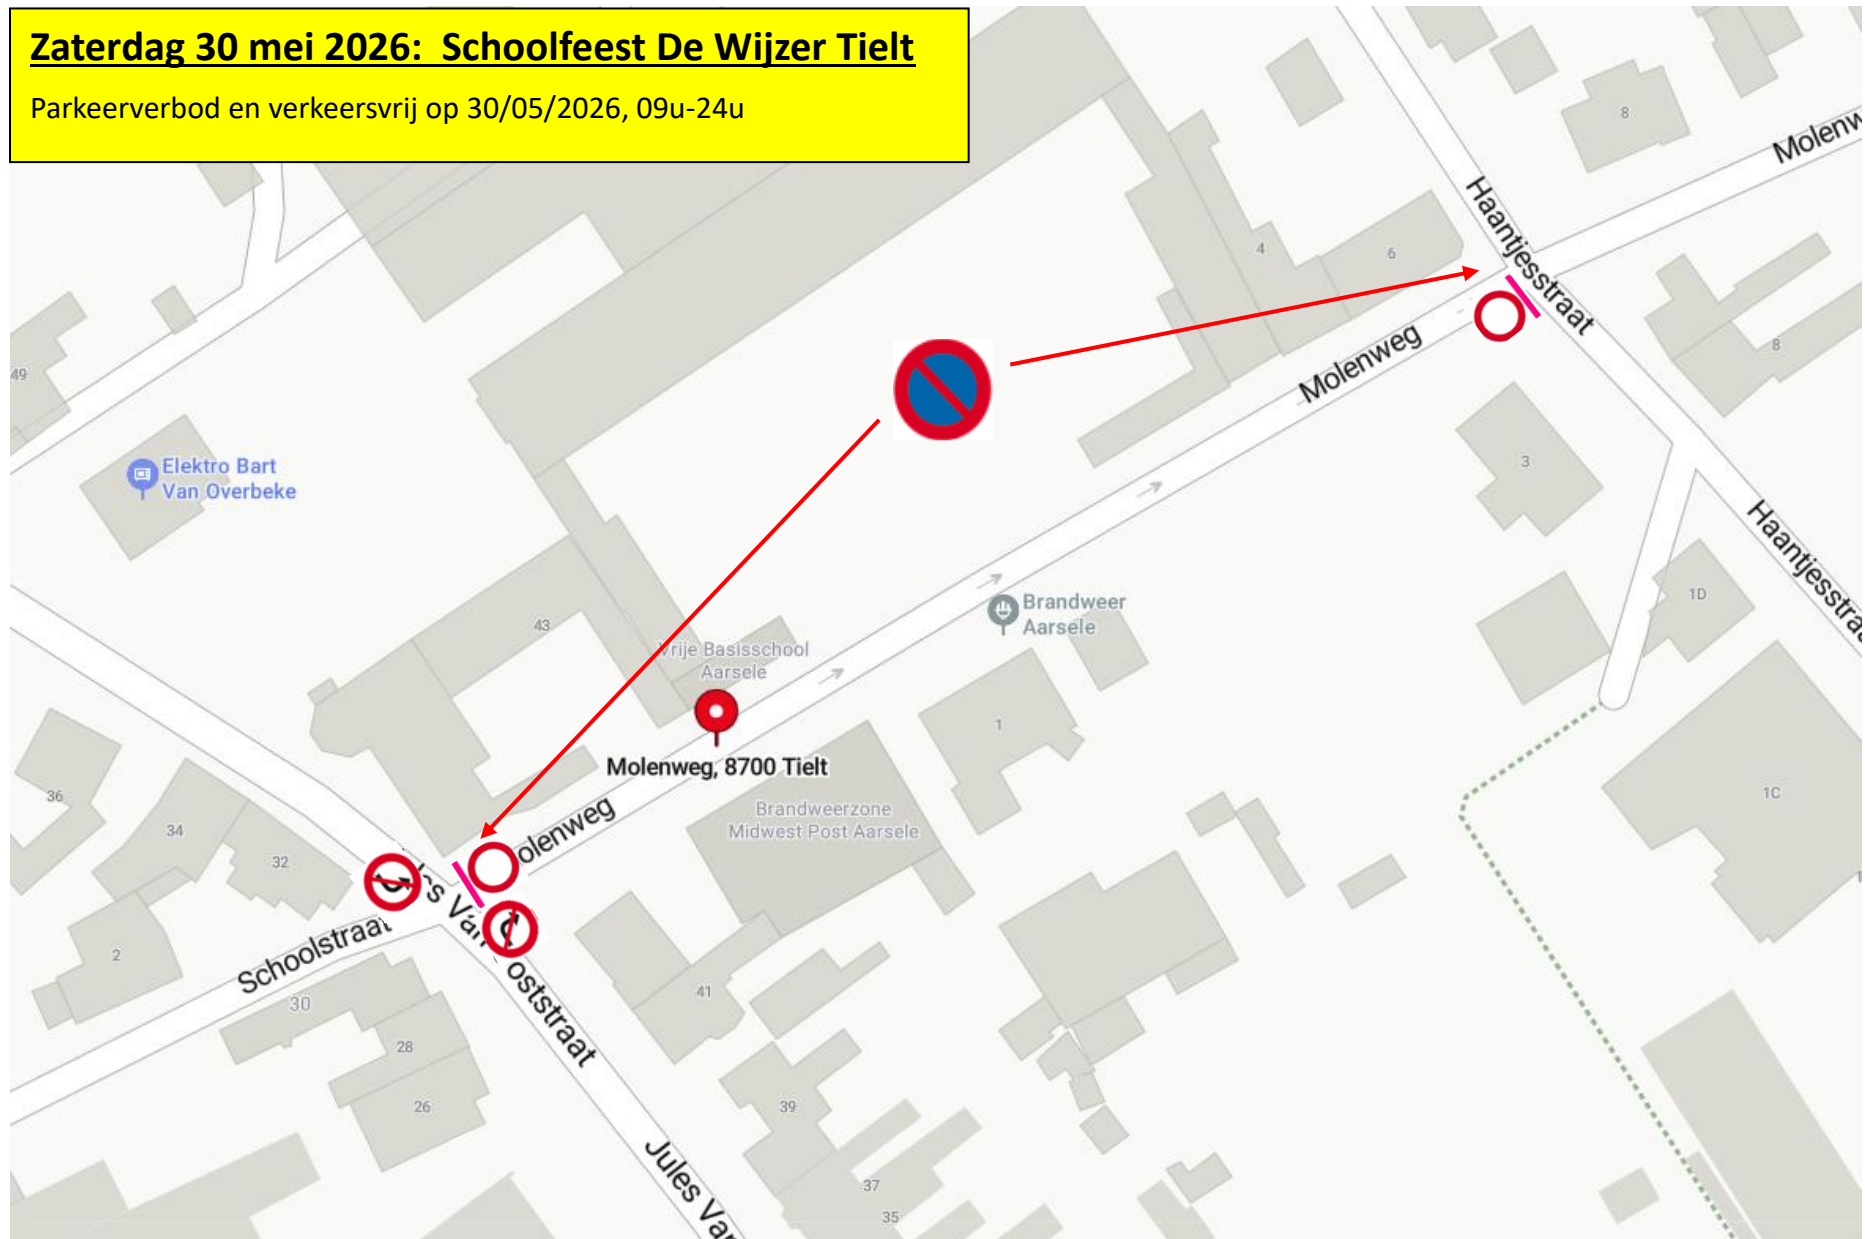 Zaterdag 30 mei 2026:  Schoolfeest De Wijzer Tielt
Parkeerverbod en verkeersvrij op 30/05/2026, 09u-24u
8
Molenw
Haantjesstraat
4
6
8
Molenweg
49
Elektro Bart
Van Overbeke
3
Haantjesstra
Brandweer
Aarsele
1D
43
Vrije Basisschool
Aarsele
1
Molenweg, 8700 Tielt
36
34
32
olenweg
Brandweerzone
Midwest Post Aarsele
1C
2
Schoolstraat
es Van
oststraat
30
41
28
26
39
Jules Van
37
35